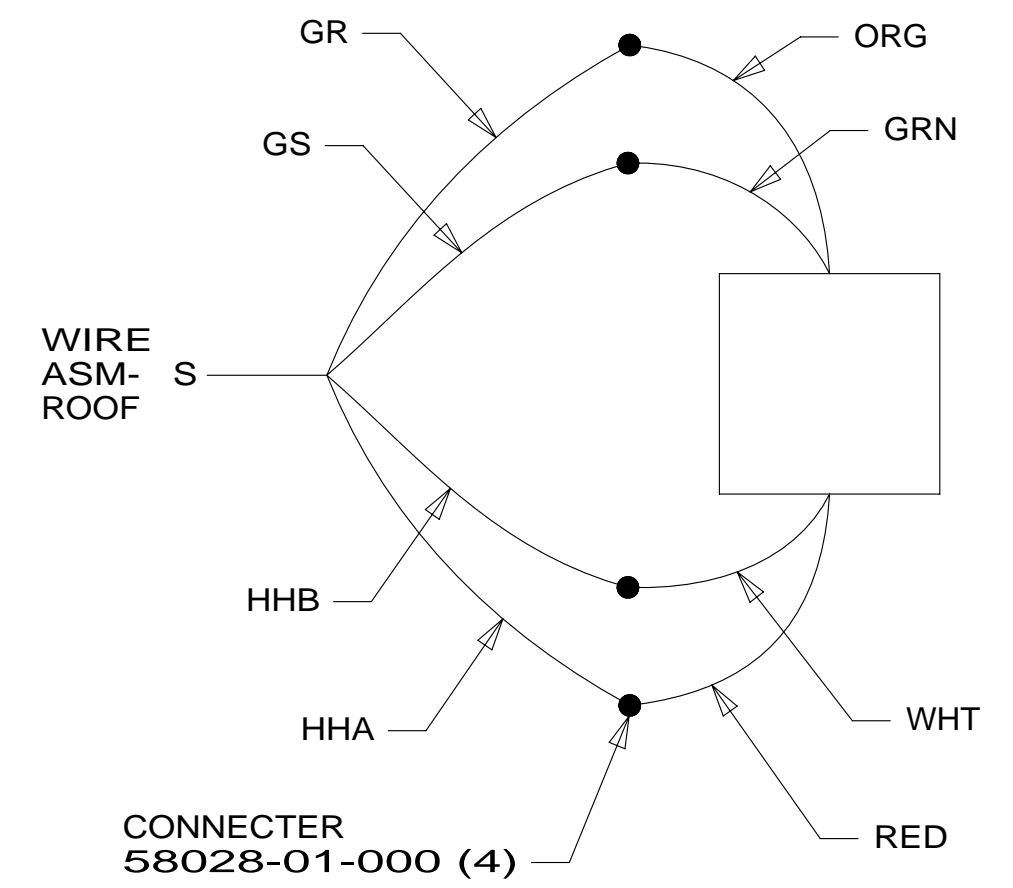 GR
ORG
GS
GRN
WIRE
ASM- S
ROOF
HHB
HHA
WHT
RED
CONNECTER
58028-01-000 (4)